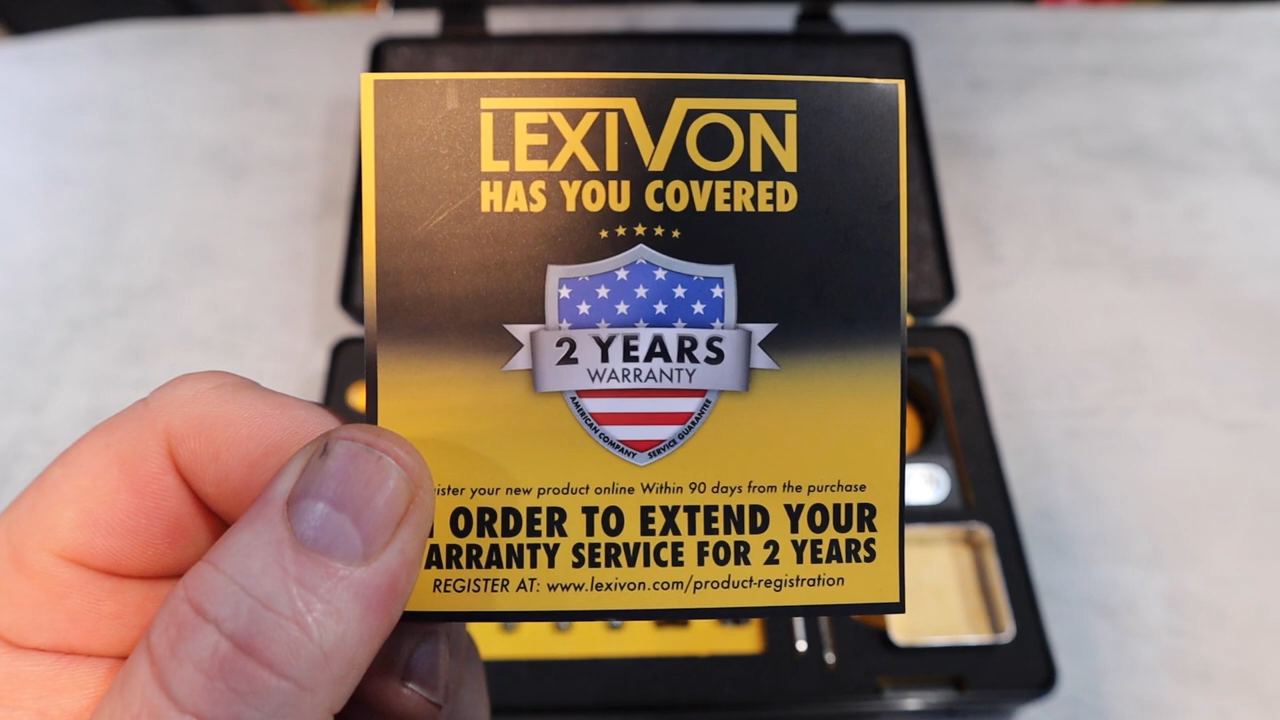 LEXIVON
HAS YOU COVERED
2 YEARS
WARRANTY
AMERICAN COMPANY SERVICE GUARANTEE
ister your new product online Within 90 days from the purchase
ORDER TO EXTEND YOUR
ARRANTY SERVICE FOR 2 YEARS
REGISTER AT: www.lexivon.com/product-registration